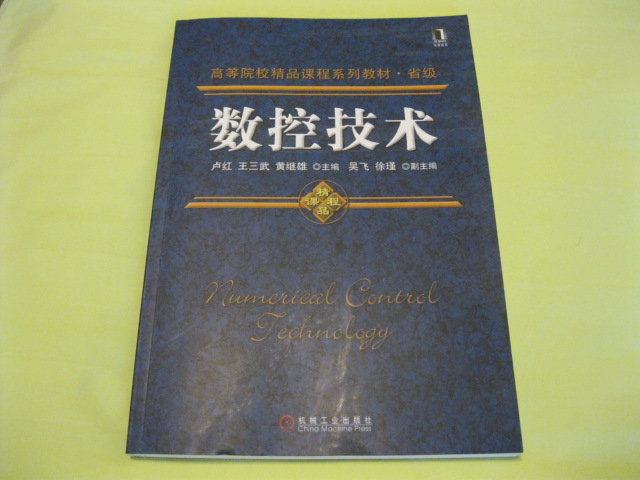 高等院校精品课程系列教材·省级
数控技术
卢红 王三武 黄继雄 ◎主编 吴飞 徐瑾 ◎副主编
精品课程
Numerical Control
Technology
机械工业出版社
China Machine Press